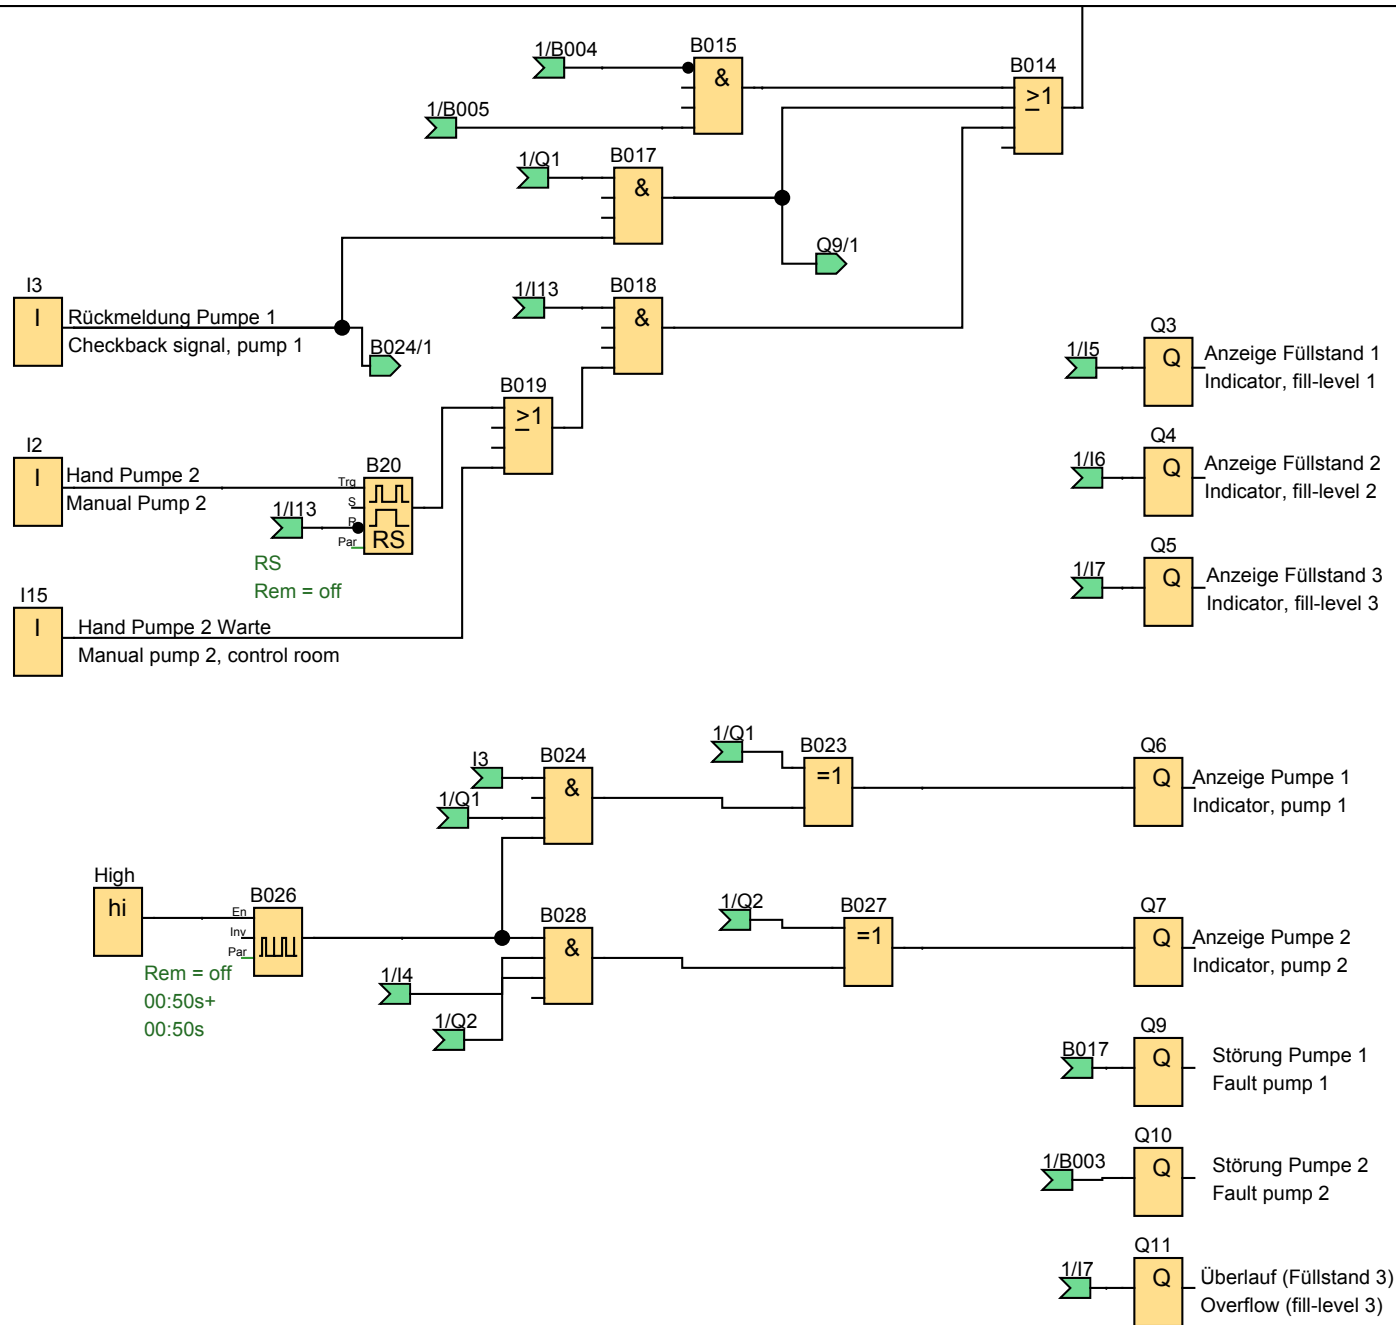 B015
1/B004
&
B014
≥1
1/B005
B017
1/Q1
&
Q9/1
I3
I
Rückmeldung Pumpe 1
Checkback signal, pump 1
B024/1
1/I13
B018
&
B019
≥1
I2
I
Hand Pumpe 2
Manual Pump 2
B20
Trg
S
R
Par
RS
1/I13
RS
Rem = off
I15
I
Hand Pumpe 2 Warte
Manual pump 2, control room
Q3
1/I5
Q
Anzeige Füllstand 1
Indicator, fill-level 1
Q4
1/I6
Q
Anzeige Füllstand 2
Indicator, fill-level 2
Q5
1/I7
Q
Anzeige Füllstand 3
Indicator, fill-level 3
1/Q1
B023
=1
B024
I3
&
1/Q1
Q6
Q
Anzeige Pumpe 1
Indicator, pump 1
High
hi
B026
En
Inv
Par
Rem = off
00:50s+
00:50s
B028
&
1/I4
1/Q2
1/Q2
B027
=1
Q7
Q
Anzeige Pumpe 2
Indicator, pump 2
Q9
B017
Q
Störung Pumpe 1
Fault pump 1
Q10
1/B003
Q
Störung Pumpe 2
Fault pump 2
Q11
1/I7
Q
Überlauf (Füllstand 3)
Overflow (fill-level 3)